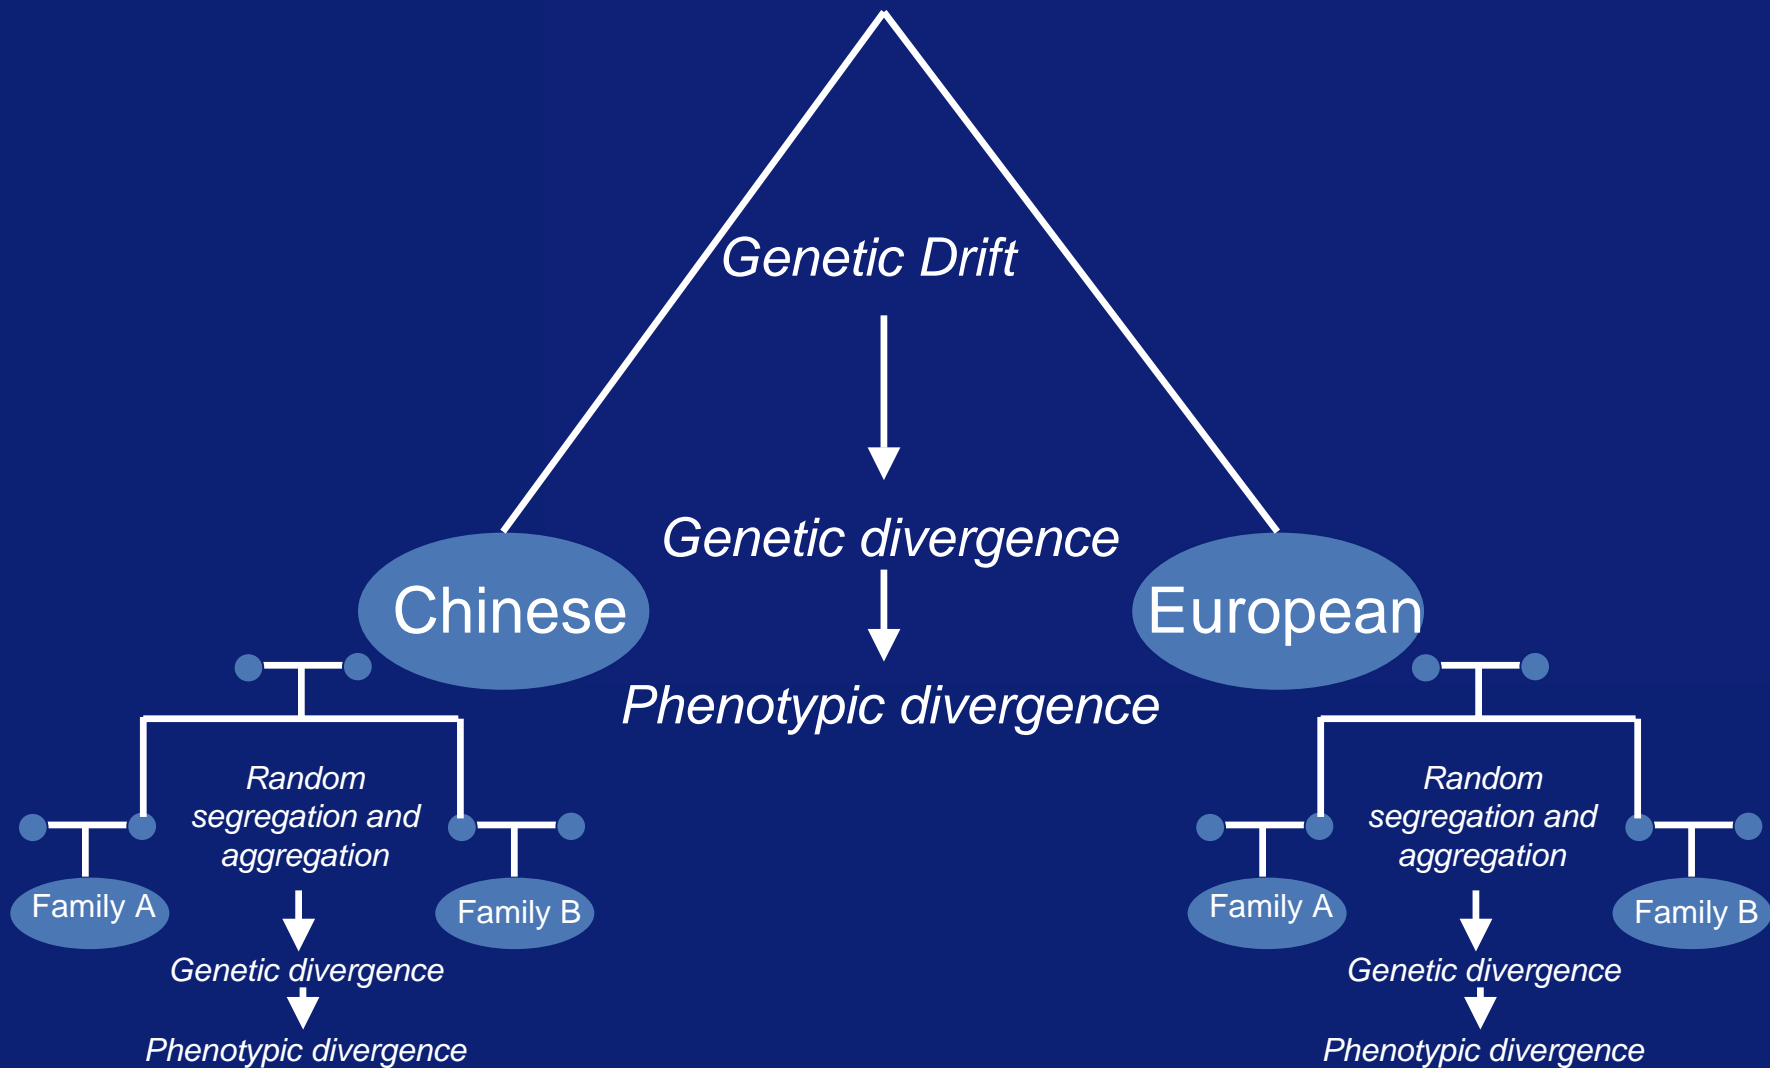 Genetic Drift
Genetic divergence
Chinese
European
Phenotypic divergence
Random
segregation and
aggregation
Family A
Family B
Genetic divergence
Phenotypic divergence
Random
segregation and
aggregation
Family A
Family B
Genetic divergence
Phenotypic divergence